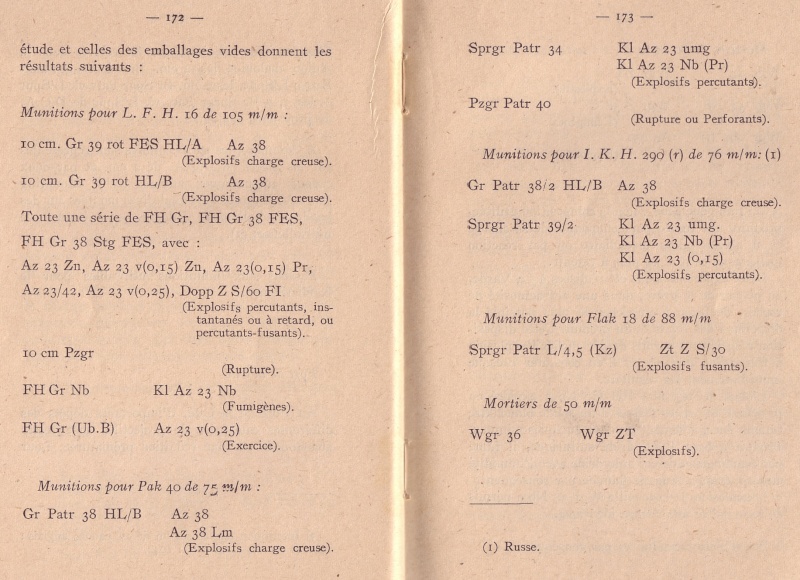 — 172 —
étude et celles des emballages vides donnent les
résultats suivants :
Munitions pour L. F. H. 16 de 105 m/m :
10 cm. Gr 39 rot FES HL/A Az 38
(Explosifs charge creuse).
10 cm. Gr 39 rot HL/B Az 38
(Explosifs charge creuse).
Toute une série de FH Gr, FH Gr 38 FES,
FH Gr 38 Stg FES, avec :
Az 23 Zn, Az 23 v(0,15) Zn, Az 23(0,15) Pr,
Az 23/42, Az 23 v(0,25), Dopp Z S/60 FI
(Explosifs percutants, ins-
tantanés ou à retard, ou
percutants-fusants).
10 cm Pzgr
(Rupture).
FH Gr Nb Kl Az 23 Nb
(Fumigènes).
FH Gr (Ub.B) Az 23 v(0,25)
(Exercice).
Munitions pour Pak 40 de 75 m/m :
Gr Patr 38 HL/B Az 38
Az 38 Lm
(Explosifs charge creuse).
— 173 —
Sprgr Patr 34 Kl Az 23 umg
Kl Az 23 Nb (Pr)
(Explosifs percutants).
Pzgr Patr 40
(Rupture ou Perforants).
Munitions pour I. K. H. 290 (r) de 76 m/m: (1)
Gr Patr 38/2 HL/B Az 38
(Explosifs charge creuse)
Sprgr Patr 39/2 Kl Az 23 umg.
Kl Az 23 Nb (Pr)
Kl Az 23 (0,15)
(Explosifs percutants).
Munitions pour Flak 18 de 88 m/m
Sprgr Patr L/4,5 (Kz) Zt Z S/30
(Explosifs fusants).
Mortiers de 50 m/m
Wgr 36 Wgr ZT
(Explosifs).
(1) Russe.